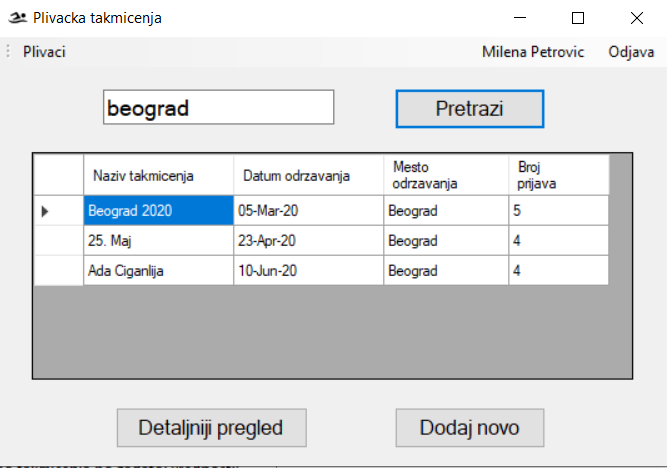 Plivacka takmicenja
Plivaci Milena Petrovic Odjava
beograd Pretrazi
Naziv takmicenja Datum odrzavanja Mesto odrzavanja Broj prijava
Beograd 2020 05-Mar-20 Beograd 5
25. Maj 23-Apr-20 Beograd 4
Ada Ciganlija 10-Jun-20 Beograd 4
Detaljniji pregled Dodaj novo